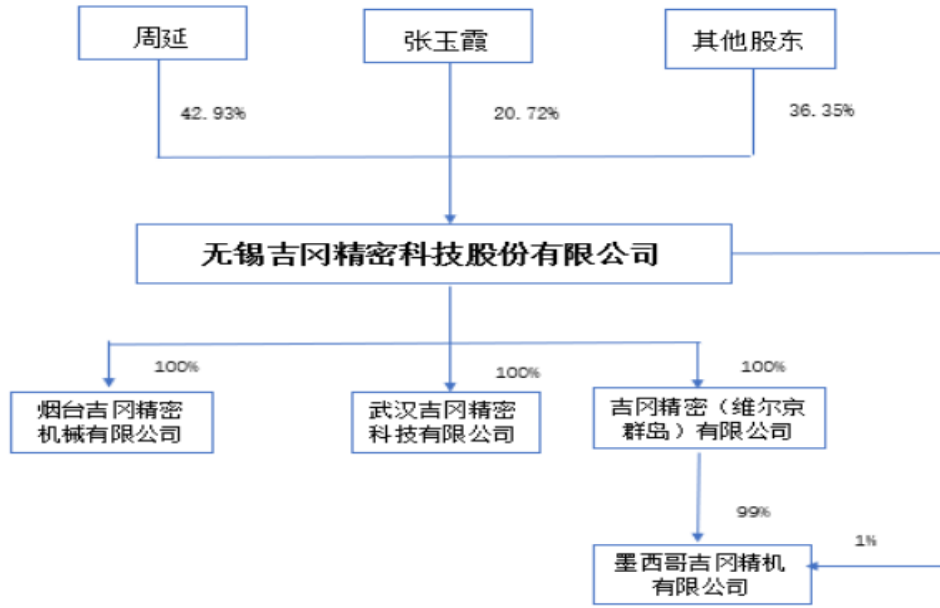 周延
张玉霞
其他股东
42.93%
20.72%
36.35%
无锡吉冈精密科技股份有限公司
100%
100%
100%
烟台吉冈精密
机械有限公司
武汉吉冈精密
科技有限公司
吉冈精密（维尔京
群岛）有限公司
99%
1%
墨西哥吉冈精机
有限公司